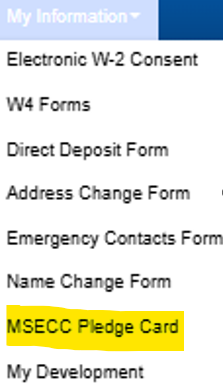 My Information
Electronic W-2 Consent
W4 Forms
Direct Deposit Form
Address Change Form
Emergency Contacts Form
Name Change Form
MSECC Pledge Card
My Development